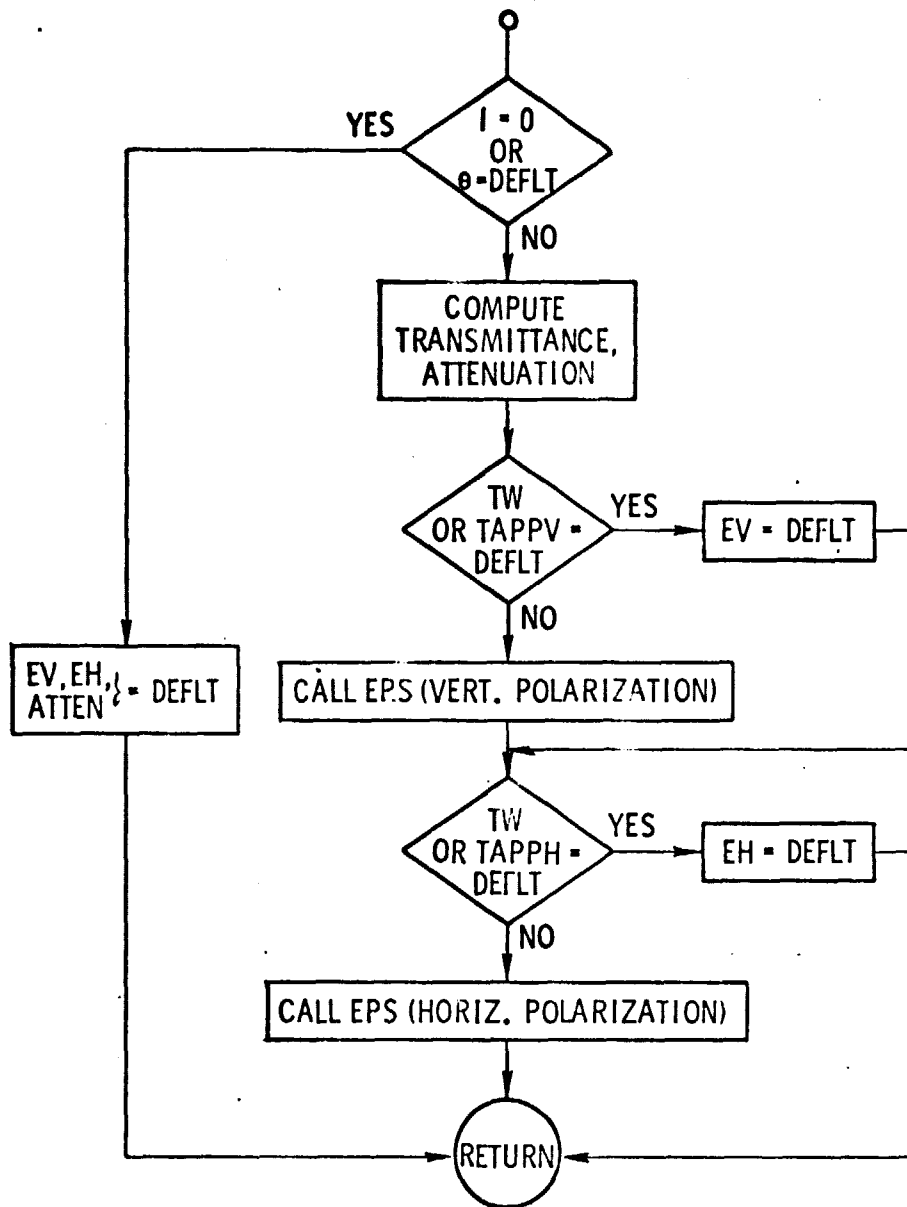 YES
I = 0
OR
θ = DEFLT
NO
COMPUTE
TRANSMITTANCE,
ATTENUATION
TW
OR TAPPV =
DEFLT
YES
EV = DEFLT
NO
EV, EH, } = DEFLT
ATTEN
CALL EPS (VERT. POLARIZATION)
TW
OR TAPPH =
DEFLT
YES
EH = DEFLT
NO
CALL EPS (HORIZ. POLARIZATION)
RETURN